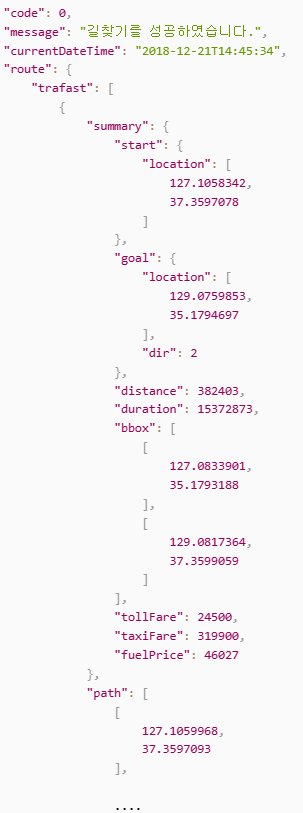 "code": 0,
"message": "길찾기를 성공하였습니다.",
"currentDateTime": "2018-12-21T14:45:34",
"route": {
"trafast": [
{
"summary": {
"start": {
"location": [
127.1058342,
37.3597078
]
},
"goal": {
"location": [
129.0759853,
35.1794697
],
"dir": 2
},
"distance": 382403,
"duration": 15372873,
"bbox": [
[
127.0833901,
35.1793188
],
[
129.0817364,
37.3599059
]
],
"tollFare": 24500,
"taxiFare": 319900,
"fuelPrice": 46027
},
"path": [
[
127.1059968,
37.3597093
],
....